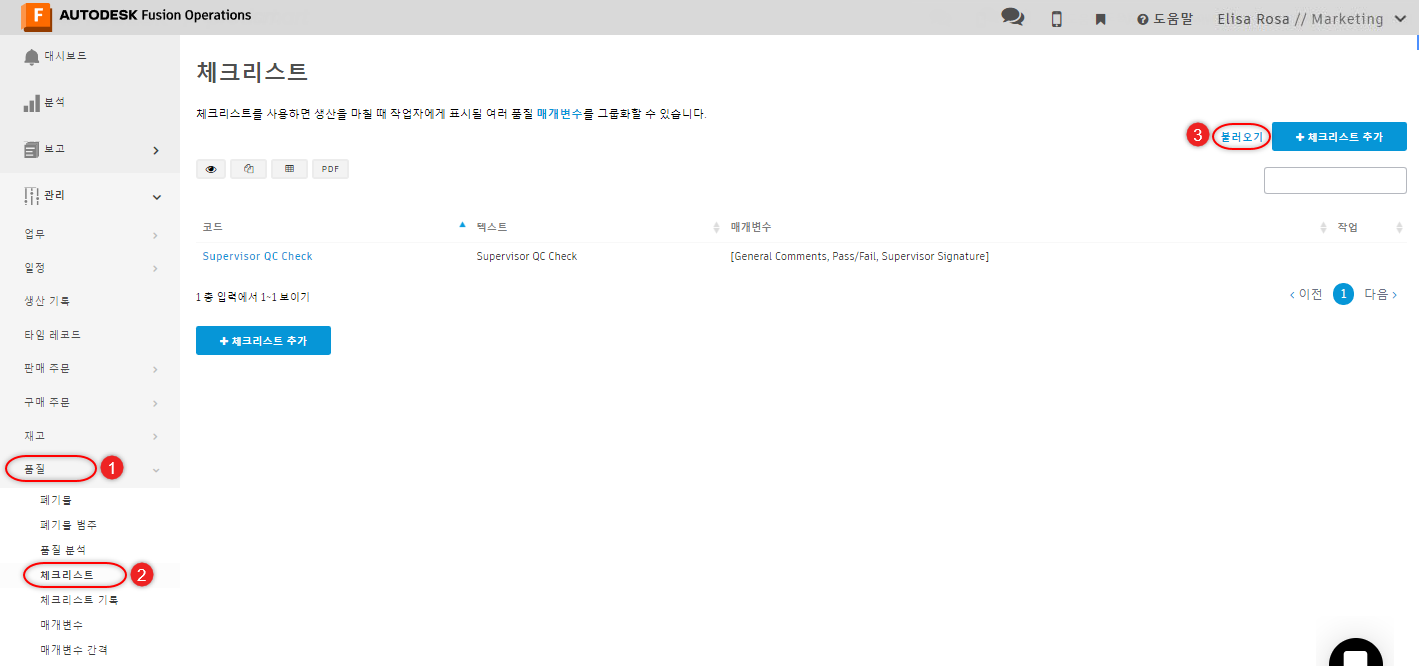 F AUTODESK Fusion Operations
도움말
Elisa Rosa // Marketing
대시보드
분석
보고
관리
업무
일정
생산 기록
타임 레코드
판매 주문
구매 주문
재고
품질
1
폐기물
폐기물 범주
품질 분석
체크리스트
2
체크리스트 기록
매개변수
매개변수 간격
체크리스트
체크리스트를 사용하면 생산을 마칠 때 작업자에게 표시될 여러 품질 매개변수를 그룹화할 수 있습니다.
3
불러오기
+ 체크리스트 추가
PDF
코드 텍스트 매개변수 작업
Supervisor QC Check Supervisor QC Check [General Comments, Pass/Fail, Supervisor Signature]
1 총 입력에서 1~1 보이기
‹ 이전 1 다음 ›
+ 체크리스트 추가